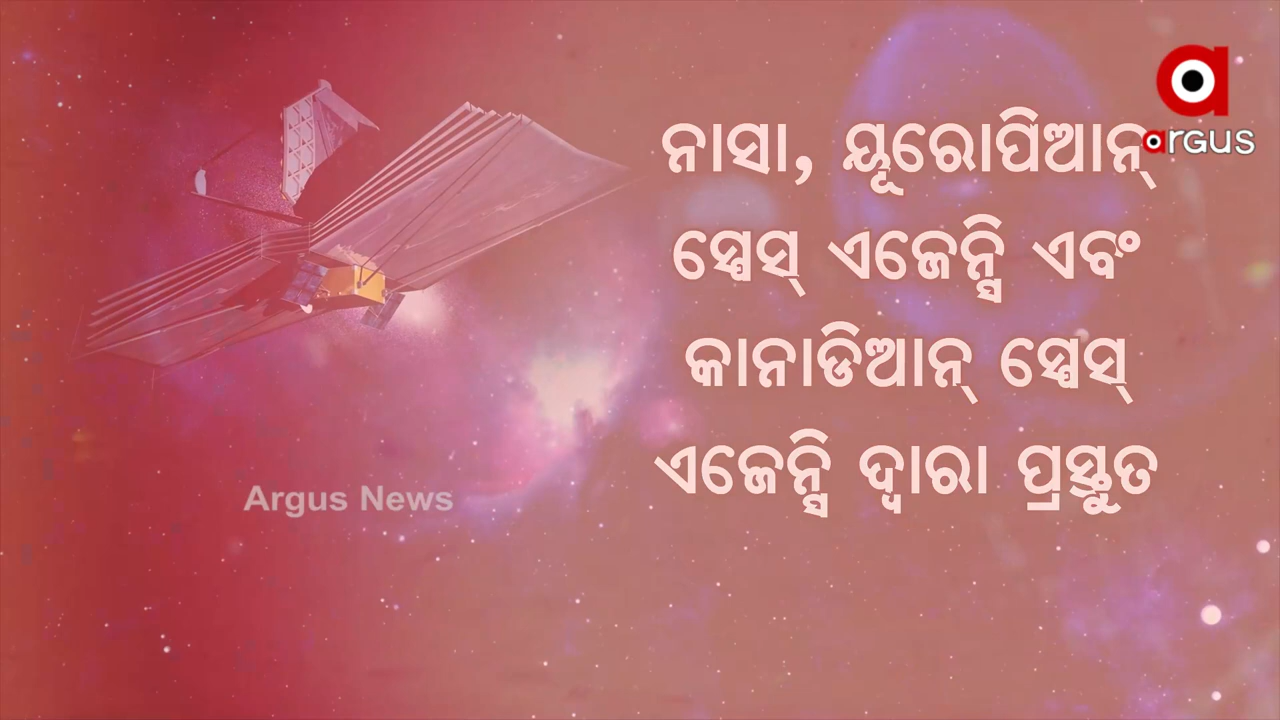 ନାସା, ୟୁରୋପିଆନ୍
ସ୍ପେସ୍ ଏଜେନ୍ସି ଏବଂ
କାନାଡିଆନ୍ ସ୍ପେସ୍
ଏଜେନ୍ସି ଦ୍ୱାରା ପ୍ରସ୍ତୁତ
argus
Argus News